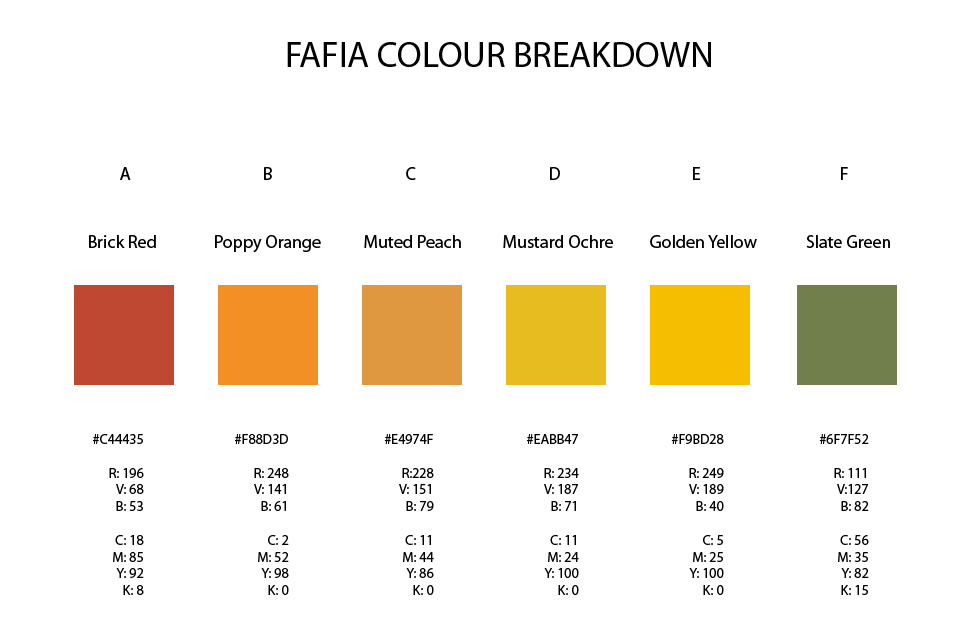 FAFIA COLOUR BREAKDOWN
A B C D E F
Brick Red Poppy Orange Muted Peach Mustard Ochre Golden Yellow Slate Green
#C44435 #F88D3D #E4974F #EABB47 #F9BD28 #6F7F52
R: 196 R: 248 R:228 R: 234 R: 249 R: 111
V: 68 V: 141 V: 151 V: 187 V: 189 V:127
B: 53 B: 61 B: 79 B: 71 B: 40 B: 82
C: 18 C: 2 C: 11 C: 11 C: 5 C: 56
M: 85 M: 52 M: 44 M: 24 M: 25 M: 35
Y: 92 Y: 98 Y: 86 Y: 100 Y: 100 Y: 82
K: 8 K: 0 K: 0 K: 0 K: 0 K: 15